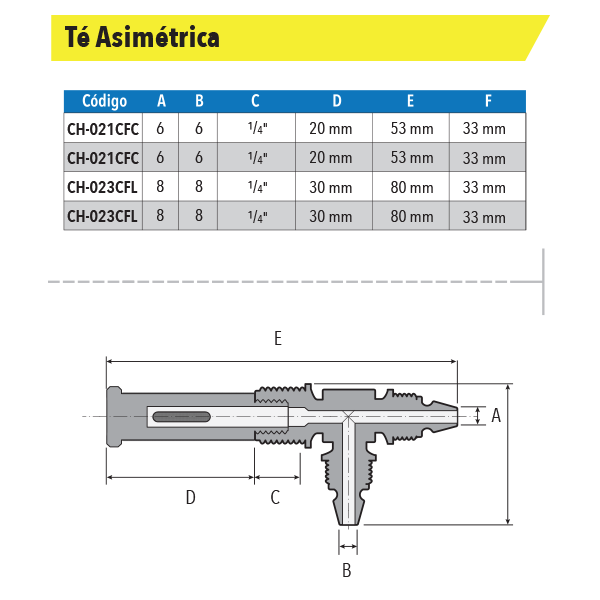 Té Asimétrica
Código A B C D E F
CH-021CFC 6 6 1/4" 20 mm 53 mm 33 mm
CH-021CFC 6 6 1/4" 20 mm 53 mm 33 mm
CH-023CFL 8 8 1/4" 30 mm 80 mm 33 mm
CH-023CFL 8 8 1/4" 30 mm 80 mm 33 mm
E
A
D C
B